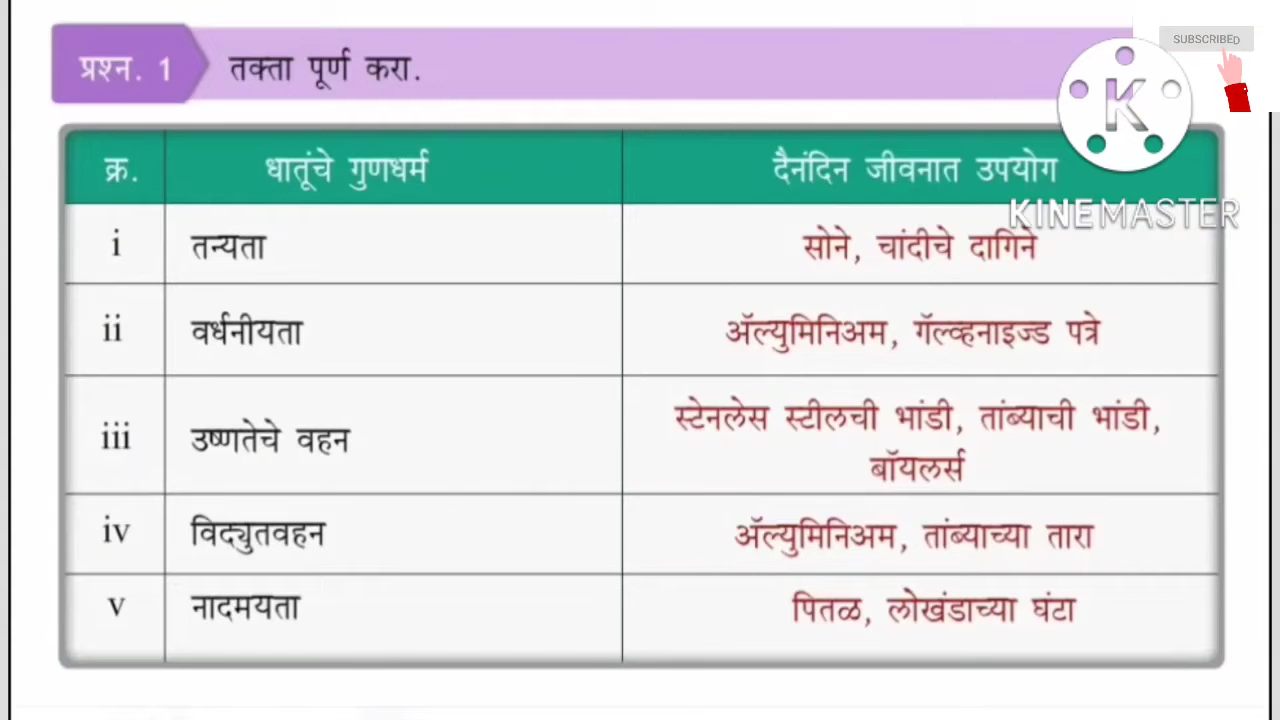 प्रश्न. 1 तक्ता पूर्ण करा.
SUBSCRIBED
K
KINEMASTER
क्र. धातूंचे गुणधर्म दैनंदिन जीवनात उपयोग
i तन्यता सोने, चांदीचे दागिने
ii वर्धनीयता ॲल्युमिनिअम, गॅल्व्हनाइज्ड पत्रे
iii उष्णतेचे वहन स्टेनलेस स्टीलची भांडी, तांब्याची भांडी,
बॉयलर्स
iv विद्युतवहन ॲल्युमिनिअम, तांब्याच्या तारा
v नादमयता पितळ, लोखंडाच्या घंटा